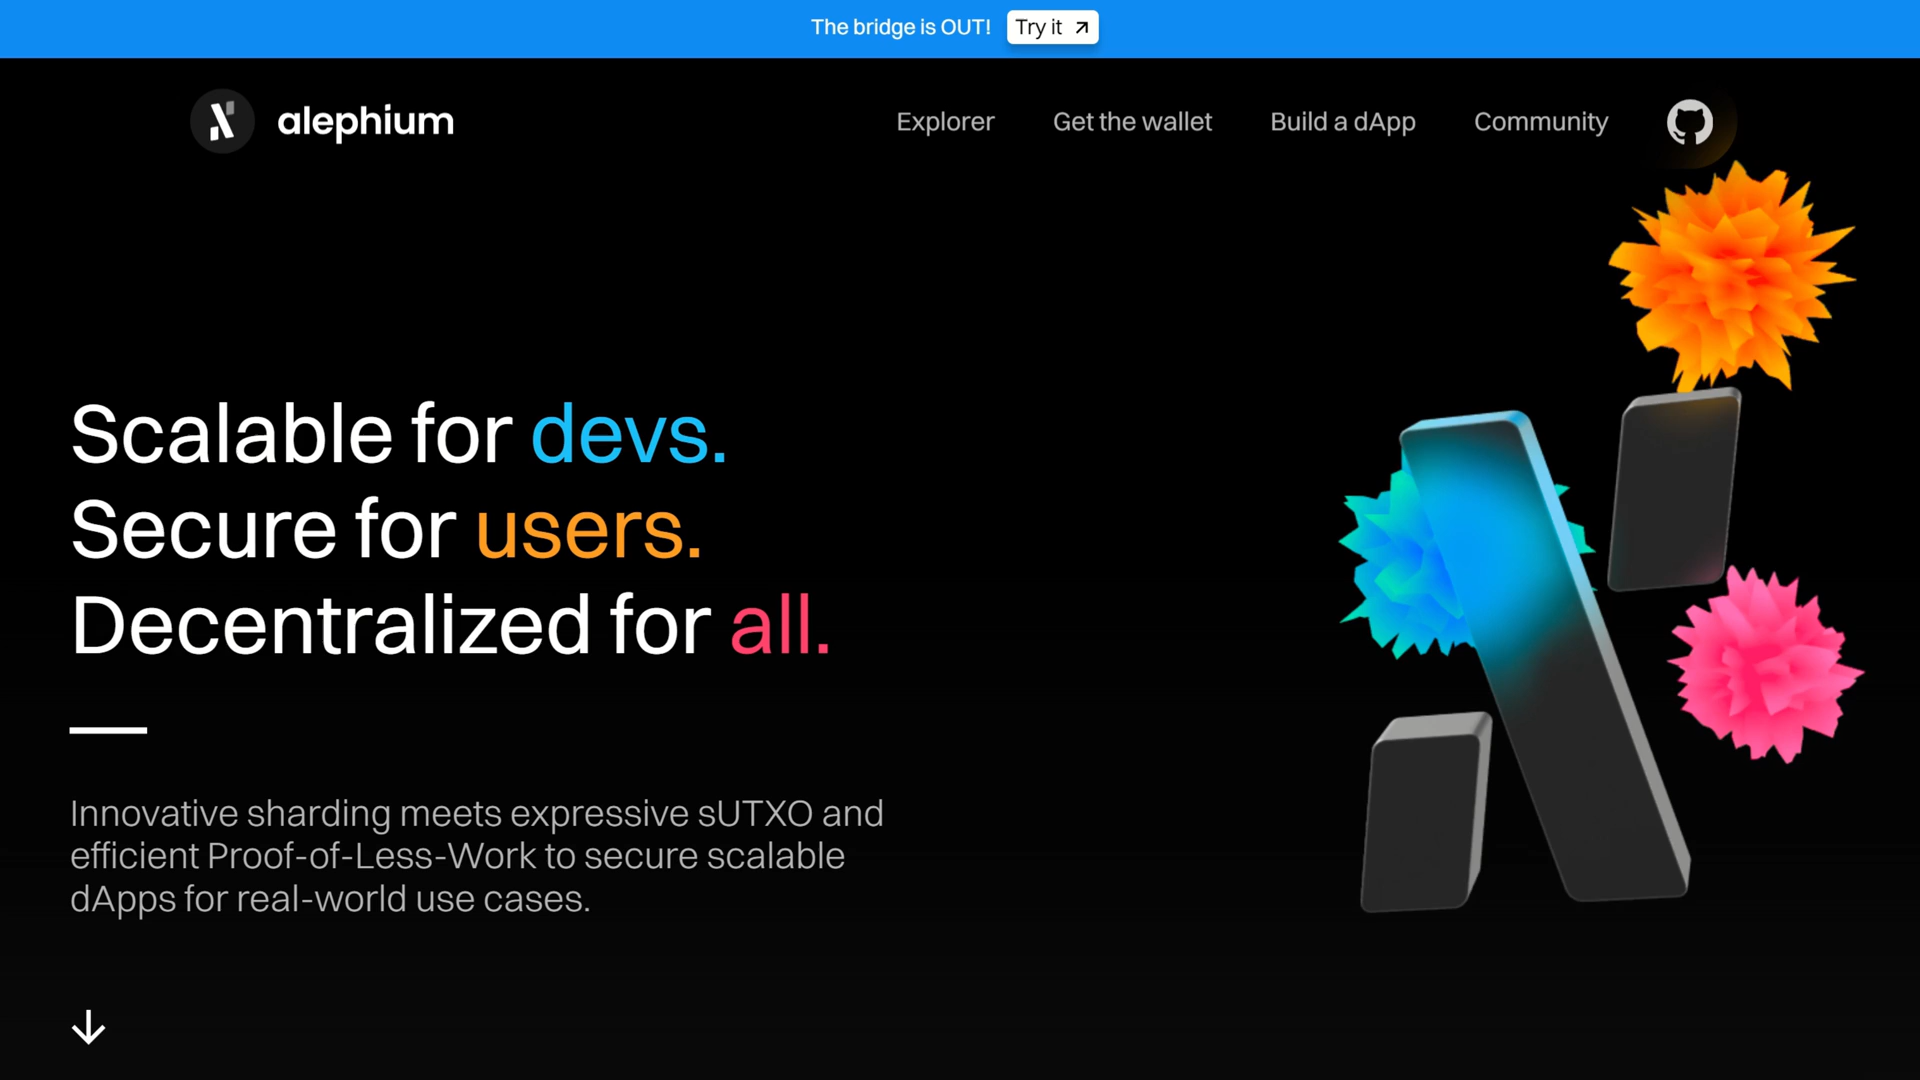 The bridge is OUT! Try it
alephium
Explorer Get the wallet Build a dApp Community
Scalable for devs.
Secure for users.
Decentralized for all.
Innovative sharding meets expressive sUTXO and
efficient Proof-of-Less-Work to secure scalable
dApps for real-world use cases.